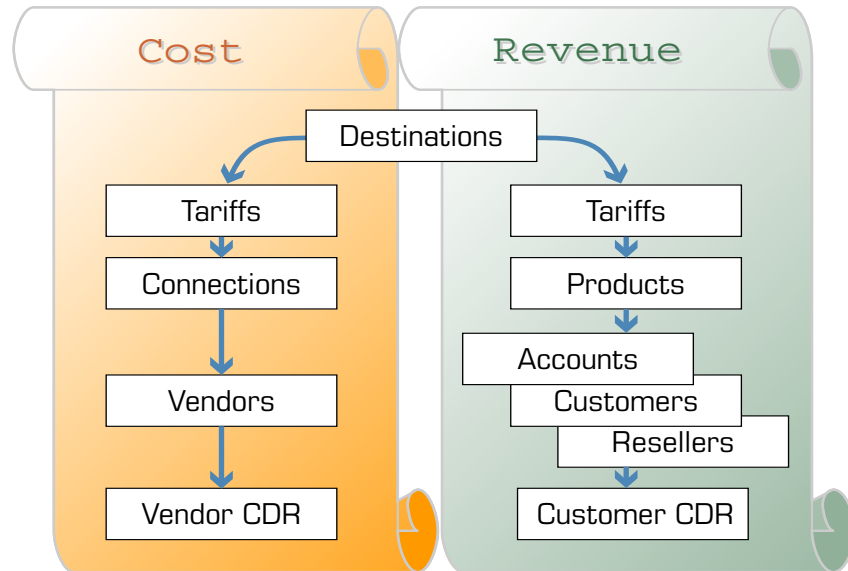 Cost
Revenue
Destinations
Tariffs
Tariffs
Connections
Products
Accounts
Vendors
Customers
Resellers
Vendor CDR
Customer CDR